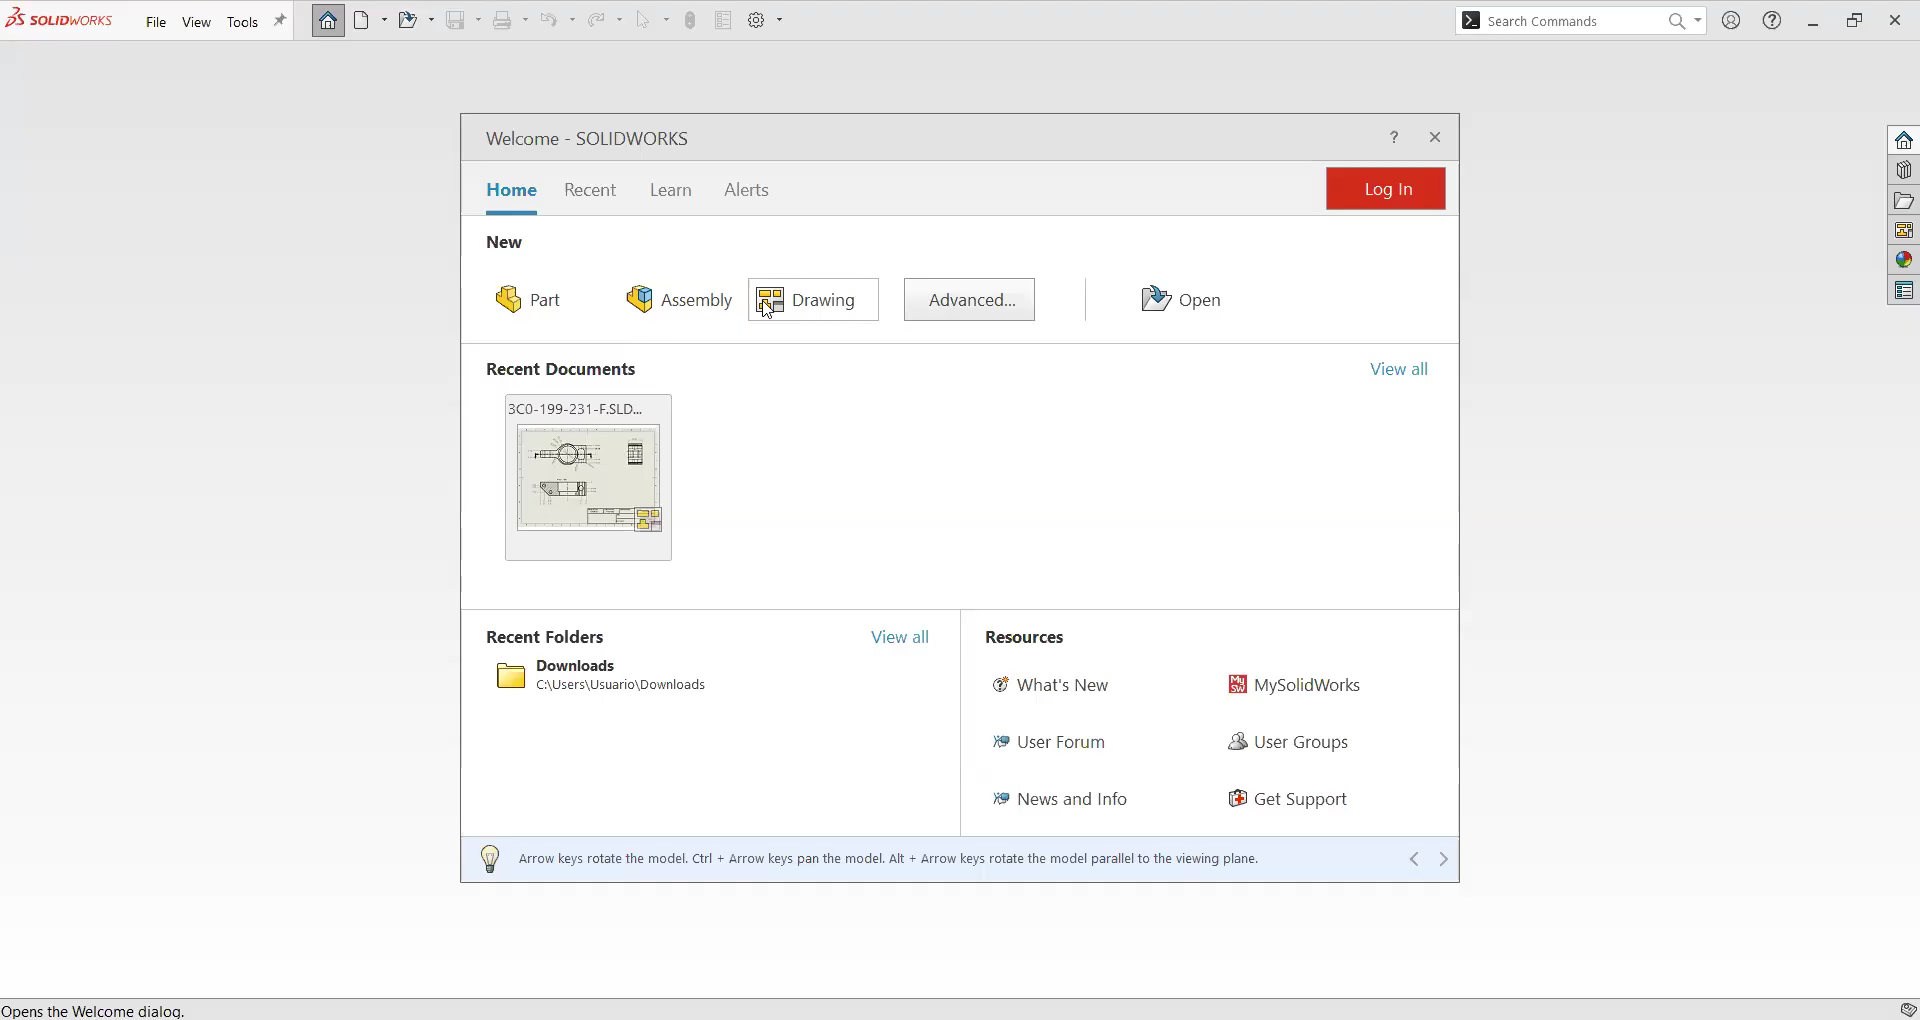 SOLIDWORKS File View Tools Search Commands
Welcome - SOLIDWORKS ?
Home Recent Learn Alerts Log In
New
Part Assembly Drawing Advanced... Open
Recent Documents View all
3C0-199-231-F.SLD...
Recent Folders View all
Downloads
C:\Users\Usuario\Downloads
Resources
What's New MySolidWorks
User Forum User Groups
News and Info Get Support
Arrow keys rotate the model. Ctrl + Arrow keys pan the model. Alt + Arrow keys rotate the model parallel to the viewing plane.
Opens the Welcome dialog.